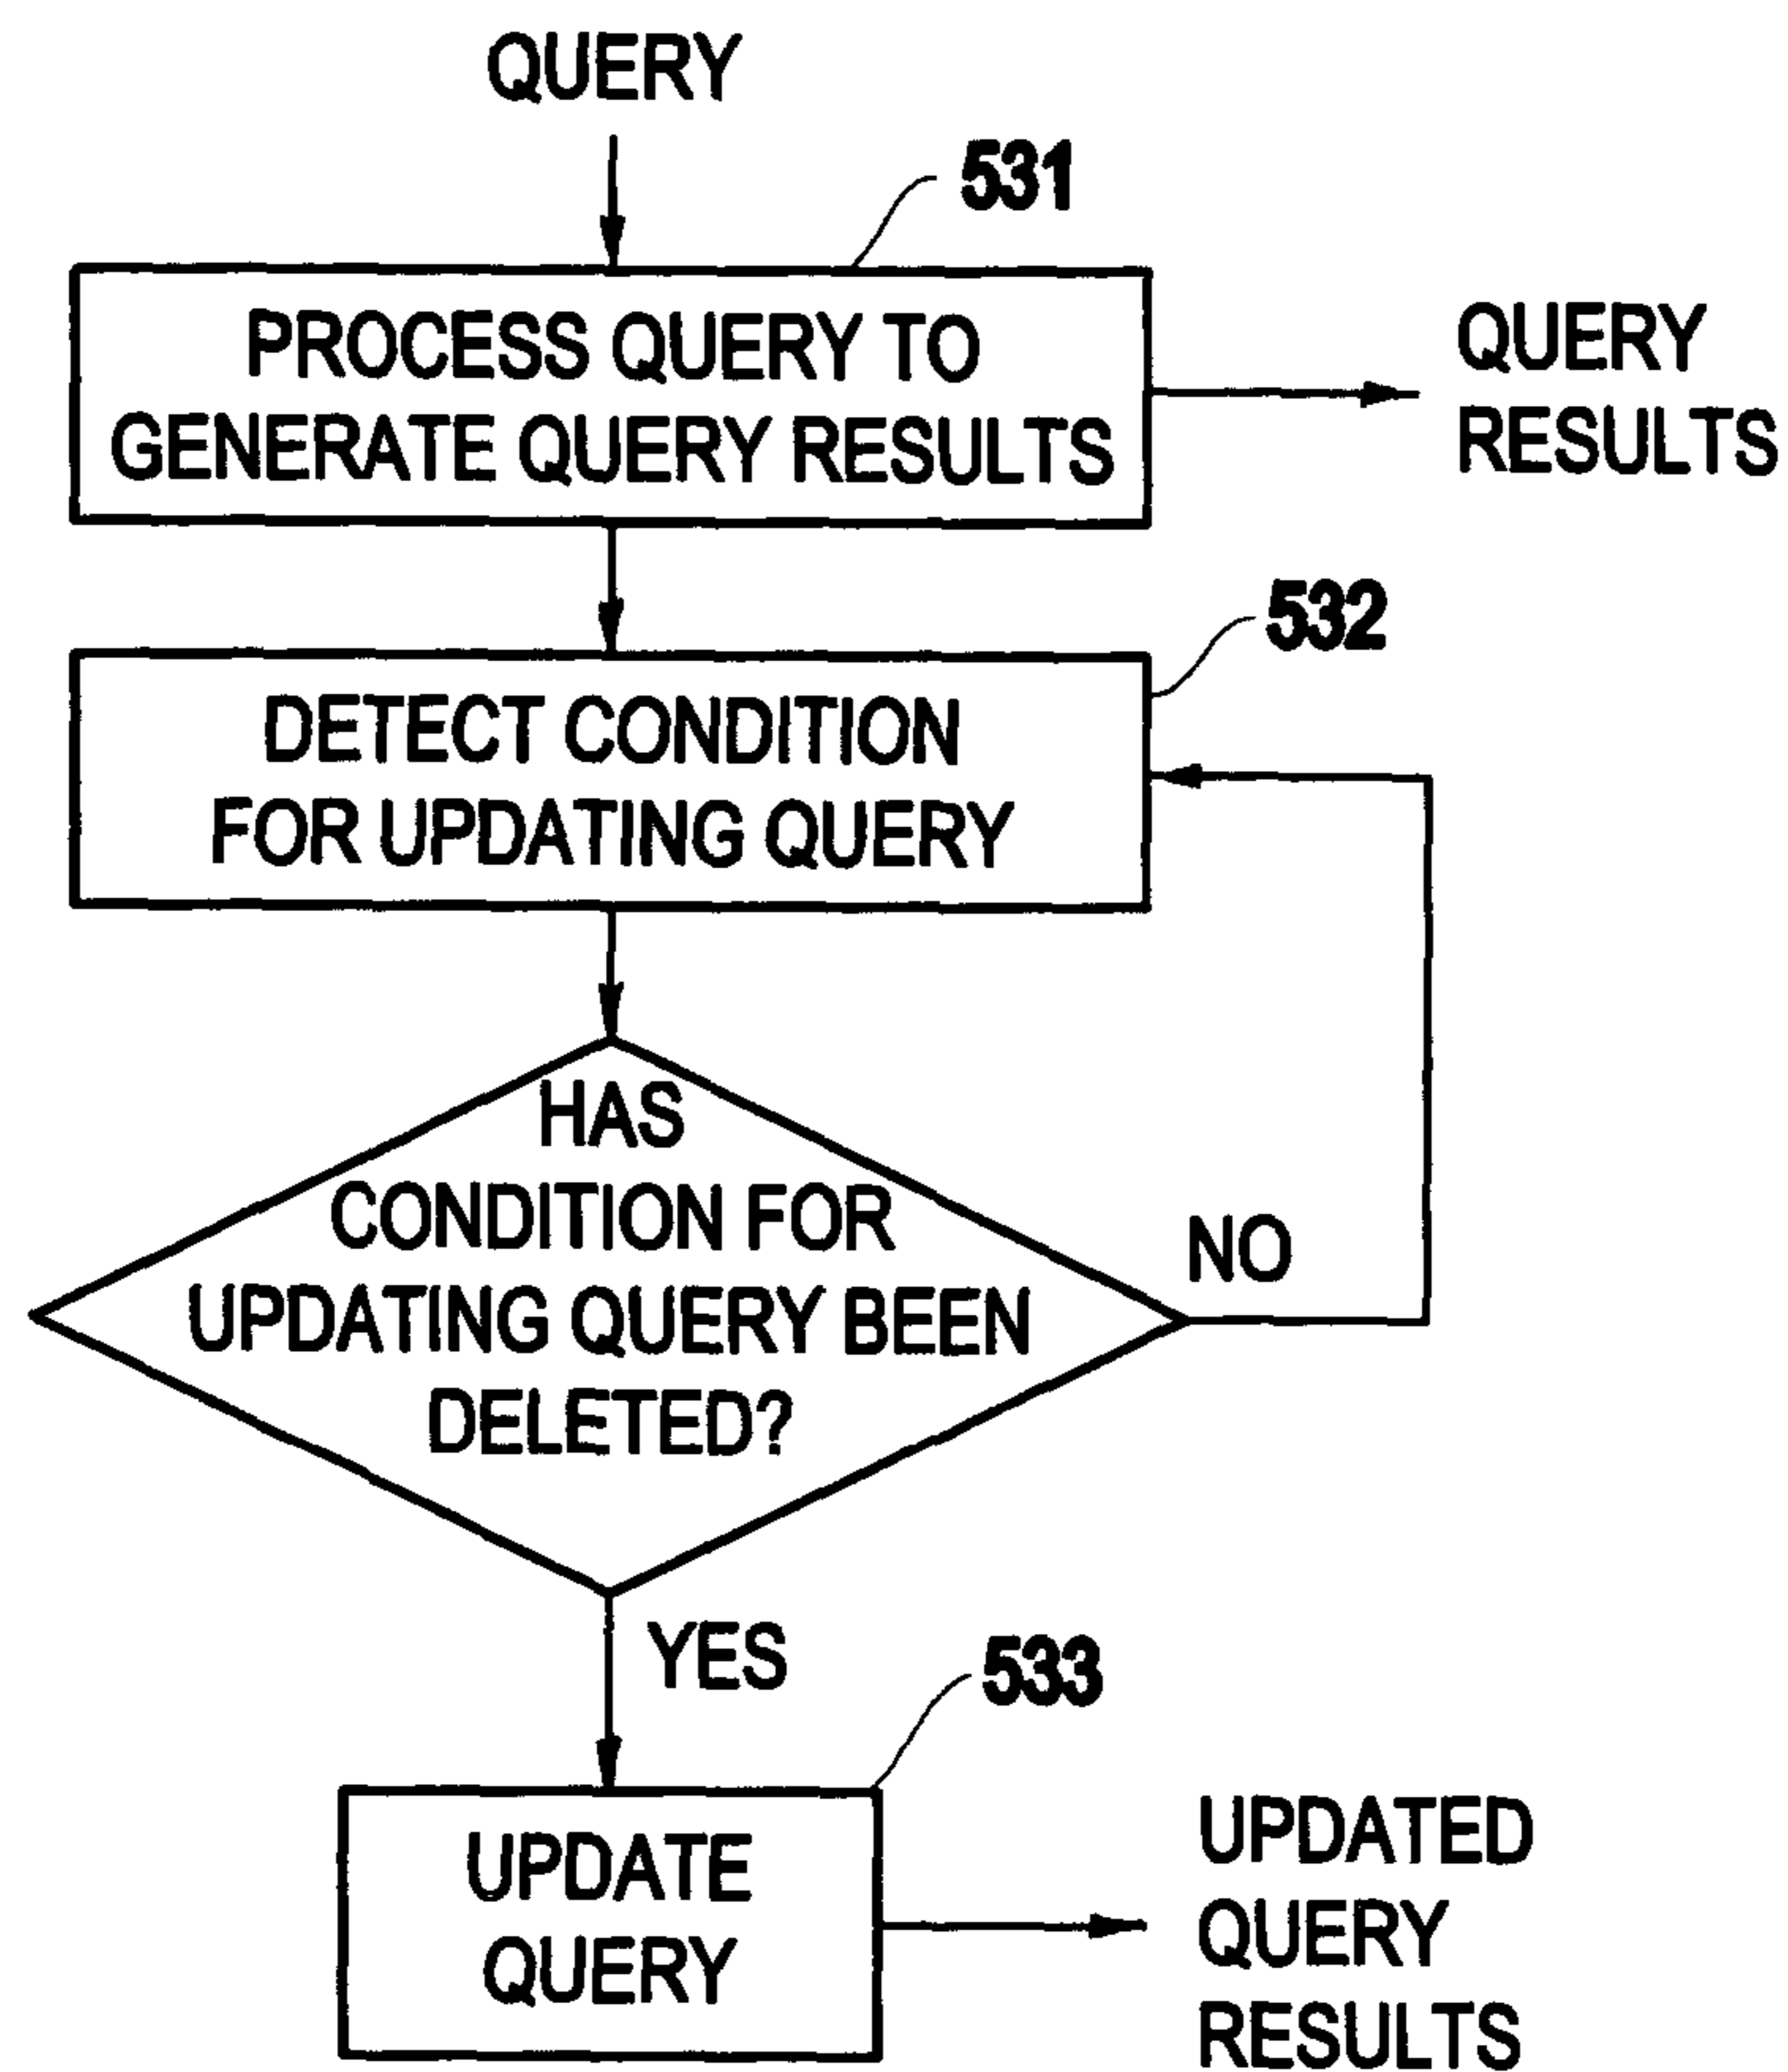 QUERY
531
PROCESS QUERY TO
GENERATE QUERY RESULTS
QUERY
RESULTS
532
DETECT CONDITION
FOR UPDATING QUERY
HAS
CONDITION FOR
UPDATING QUERY BEEN
DELETED?
NO
YES
533
UPDATE
QUERY
UPDATED
QUERY
RESULTS